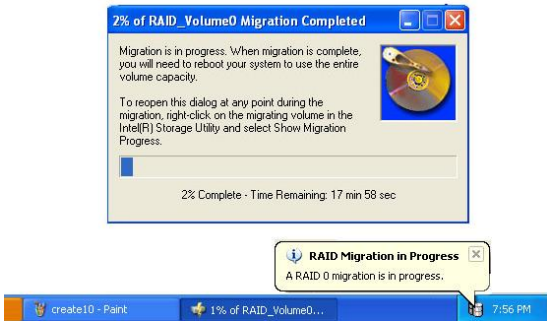 2% of RAID_Volume0 Migration Completed
Migration is in progress. When migration is complete,
you will need to reboot your system to use the entire
volume capacity.
To reopen this dialog at any point during the
migration, right-click on the migrating volume in the
Intel(R) Storage Utility and select Show Migration
Progress.
2% Complete - Time Remaining: 17 min 58 sec
RAID Migration in Progress
A RAID 0 migration is in progress.
create10 - Paint
1% of RAID_Volume0...
7:56 PM